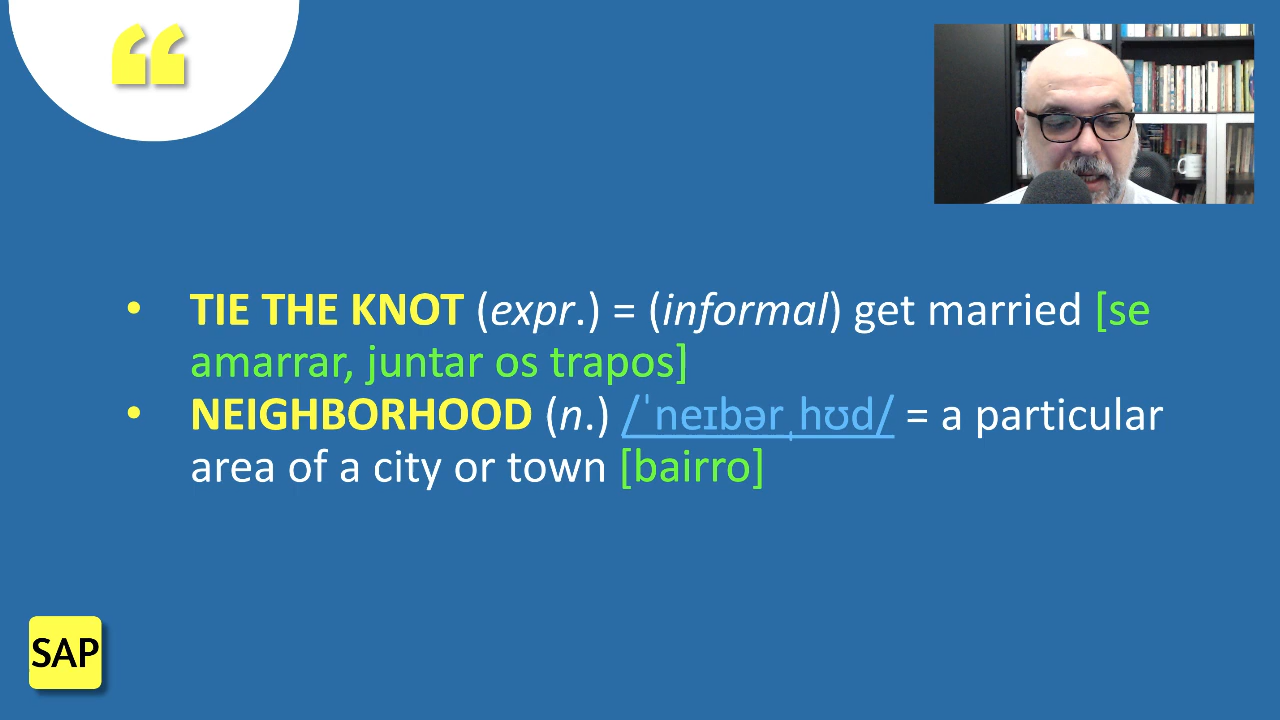 “
• TIE THE KNOT (expr.) = (informal) get married [se
amarrar, juntar os trapos]
• NEIGHBORHOOD (n.) /ˈneɪbərˌhʊd/ = a particular
area of a city or town [bairro]
SAP